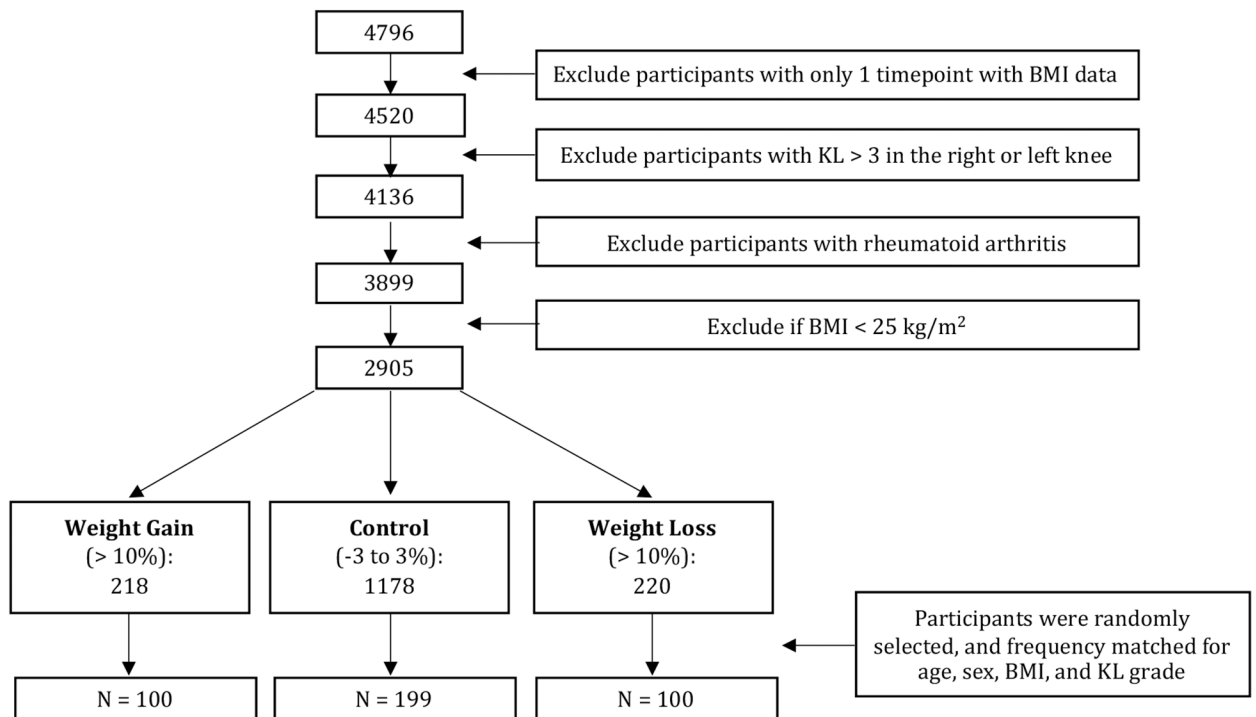 4796
Exclude participants with only 1 timepoint with BMI data
4520
Exclude participants with KL > 3 in the right or left knee
4136
Exclude participants with rheumatoid arthritis
3899
Exclude if BMI < 25 kg/m²
2905
Weight Gain
(> 10%):
218
Control
(-3 to 3%):
1178
Weight Loss
(> 10%):
220
Participants were randomly
selected, and frequency matched for
age, sex, BMI, and KL grade
N = 100
N = 199
N = 100